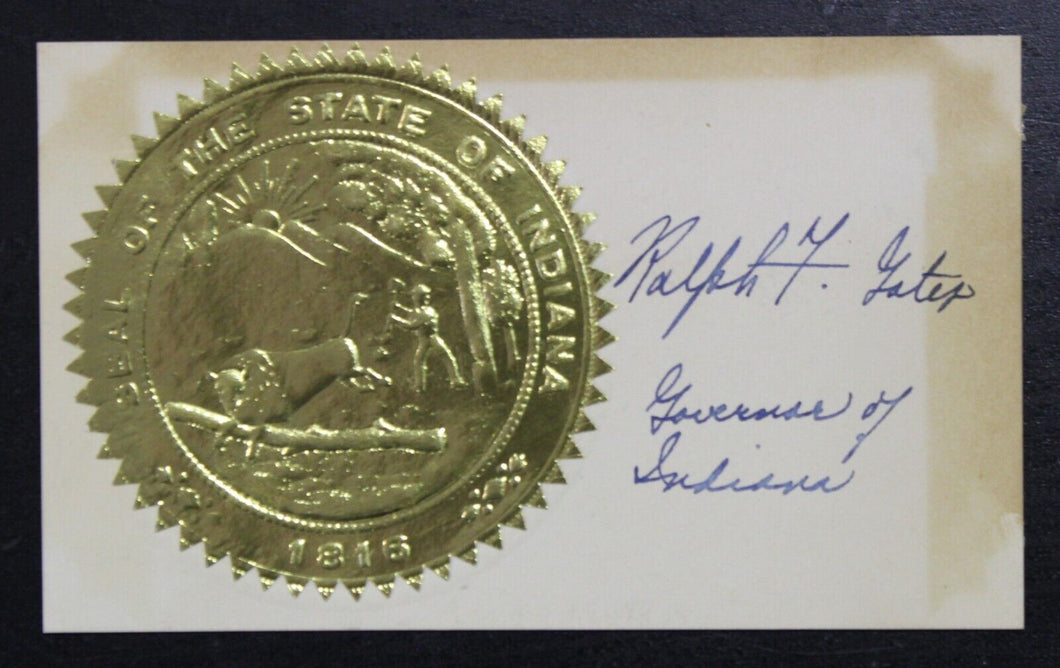 SEAL OF THE STATE OF INDIANA
1816
Ralph F. Gates
Governor of
Indiana